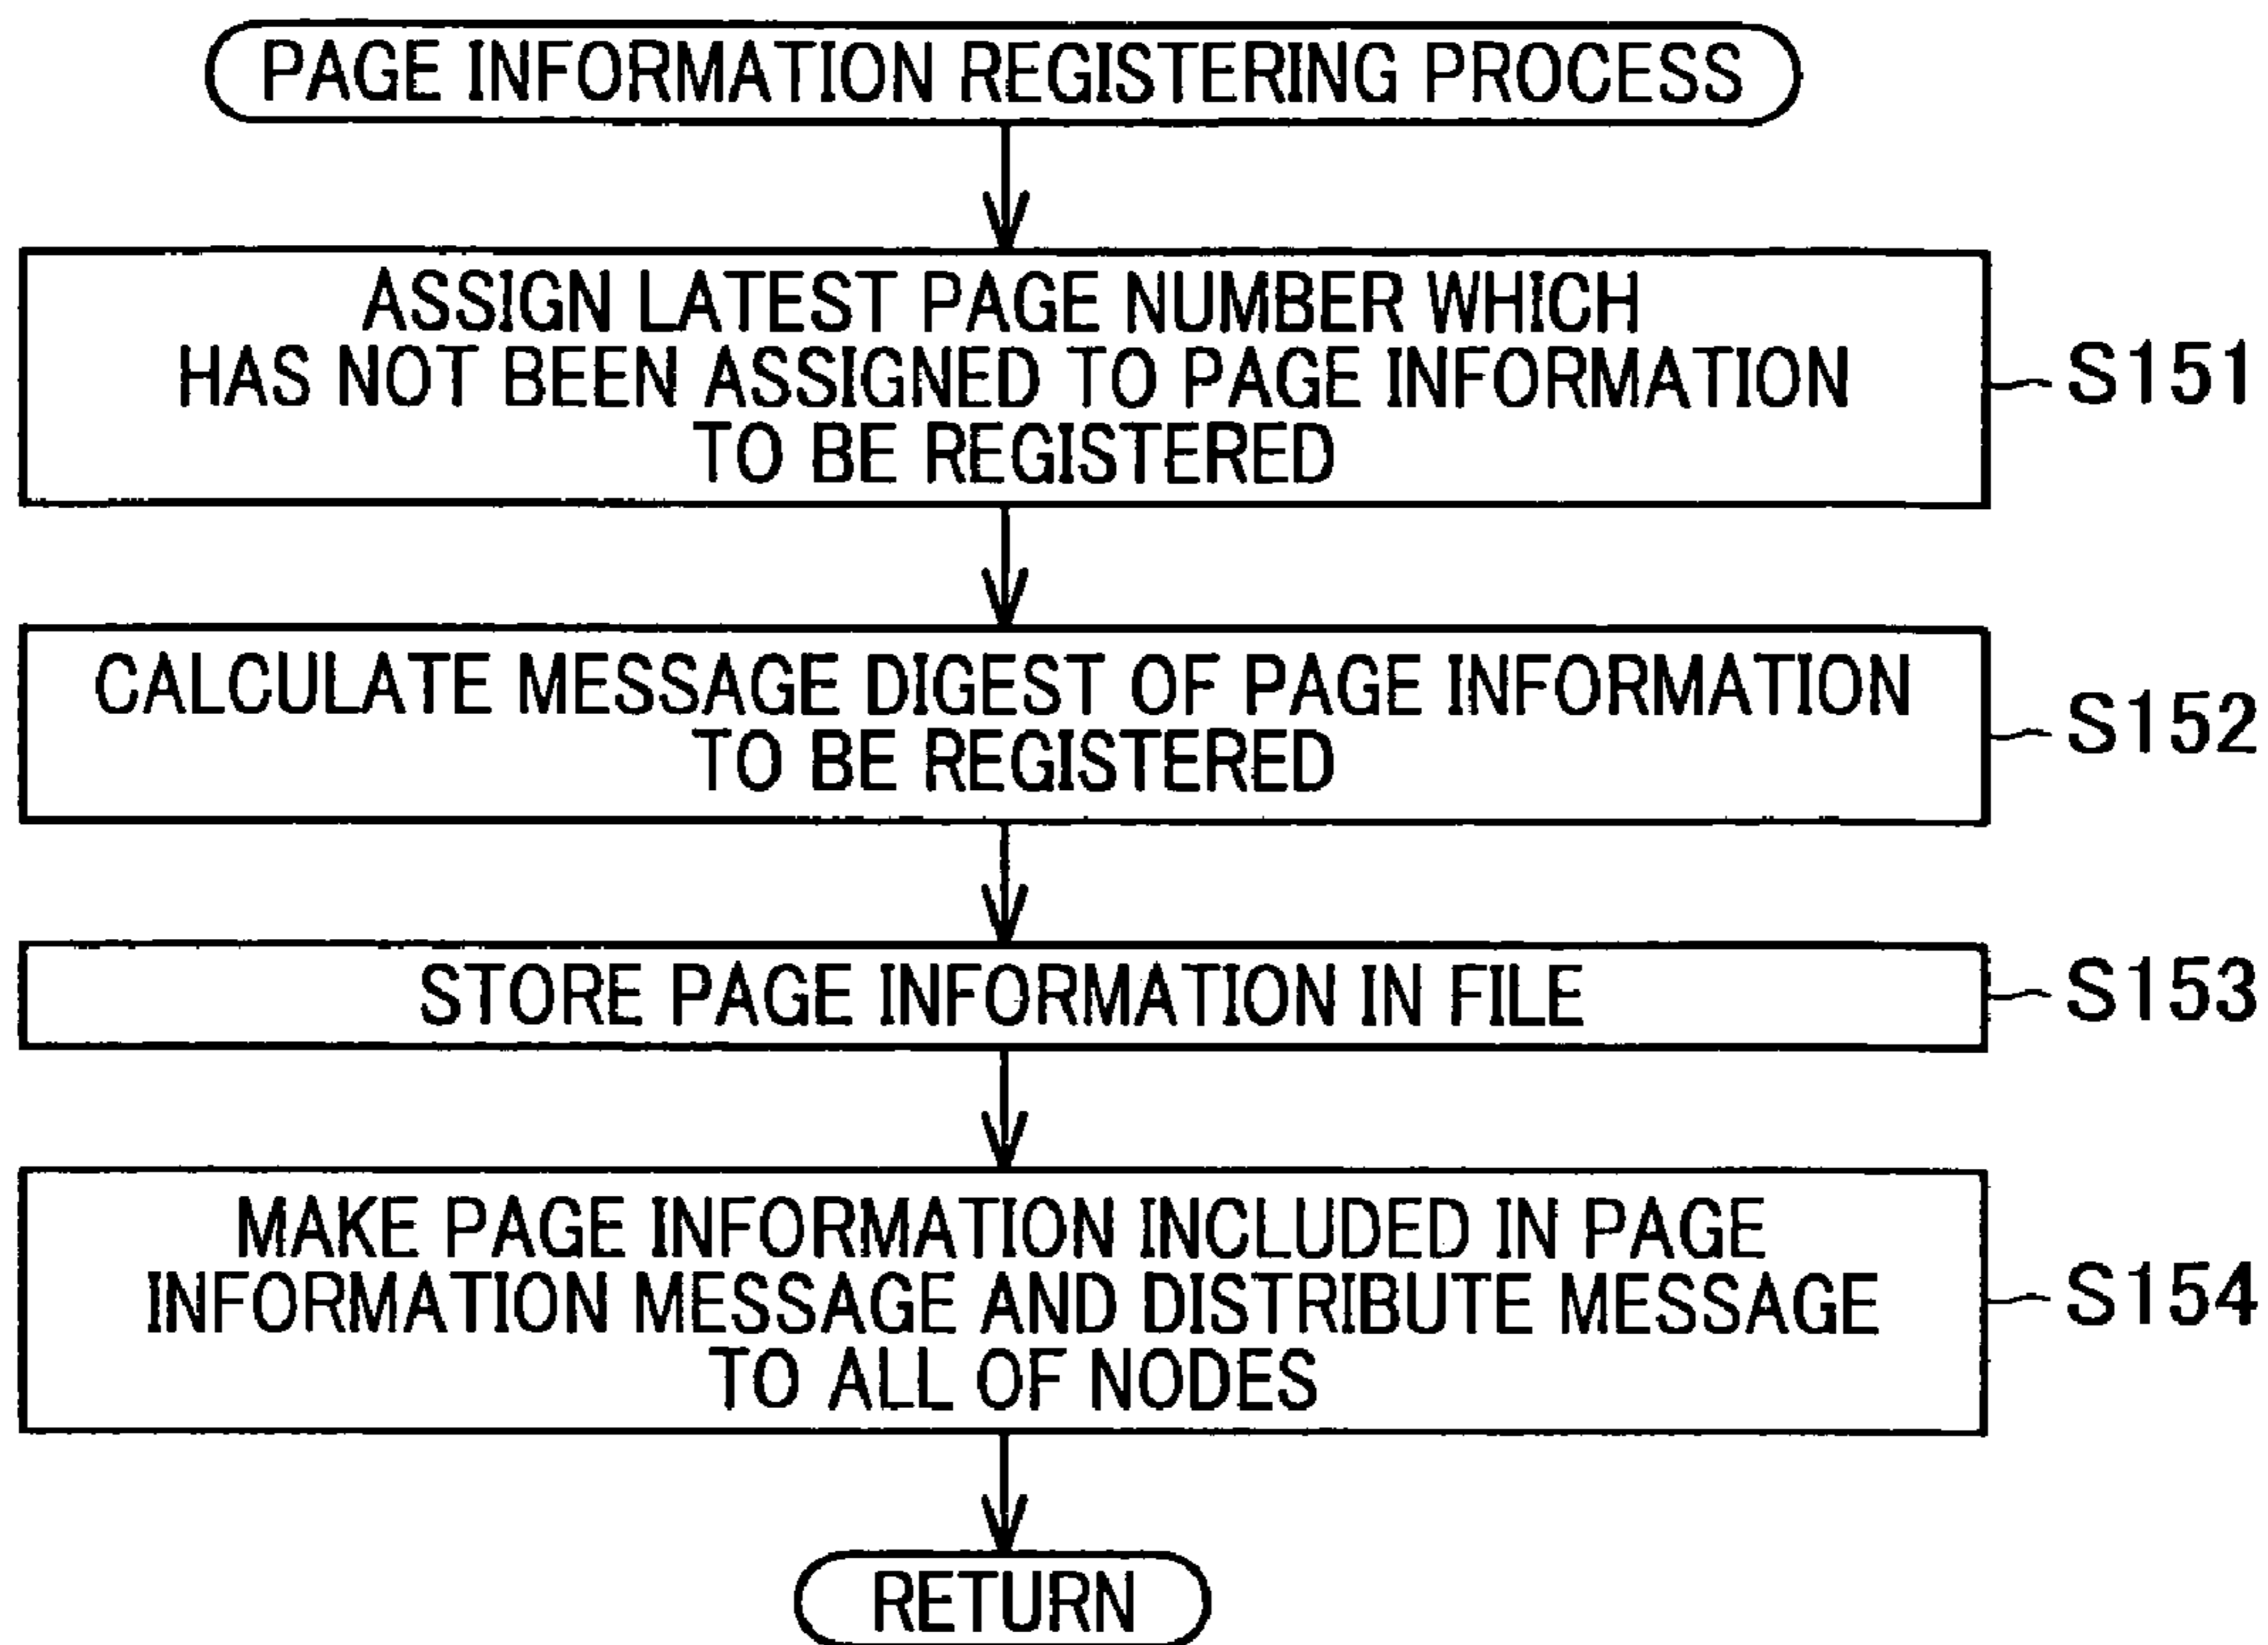 PAGE INFORMATION REGISTERING PROCESS
ASSIGN LATEST PAGE NUMBER WHICH
HAS NOT BEEN ASSIGNED TO PAGE INFORMATION
TO BE REGISTERED
S151
CALCULATE MESSAGE DIGEST OF PAGE INFORMATION
TO BE REGISTERED
S152
STORE PAGE INFORMATION IN FILE
S153
MAKE PAGE INFORMATION INCLUDED IN PAGE
INFORMATION MESSAGE AND DISTRIBUTE MESSAGE
TO ALL OF NODES
S154
RETURN